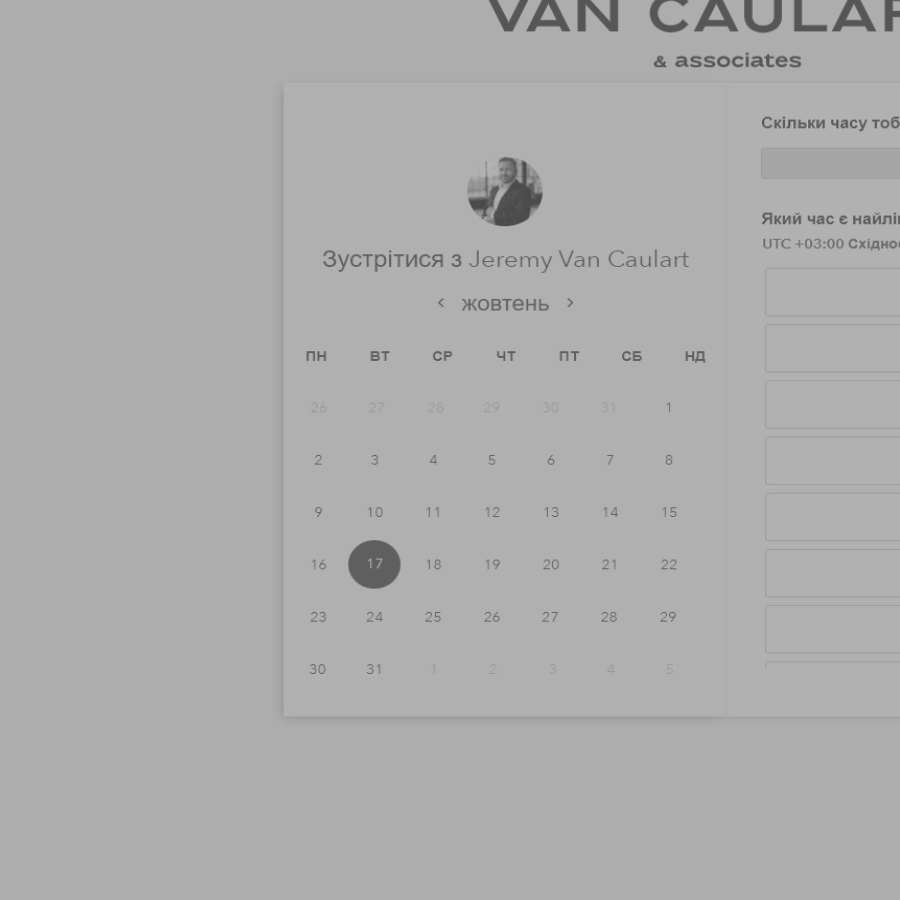 VAN CAULAR
& associates
Зустрітися з Jeremy Van Caulart
жовтень
ПН ВТ СР ЧТ ПТ СБ НД
26 27 28 29 30 31 1
2 3 4 5 6 7 8
9 10 11 12 13 14 15
16 17 18 19 20 21 22
23 24 25 26 27 28 29
30 31 1 2 3 4 5
Скільки часу тоб
Який час є найлі
UTC +03:00 Східно